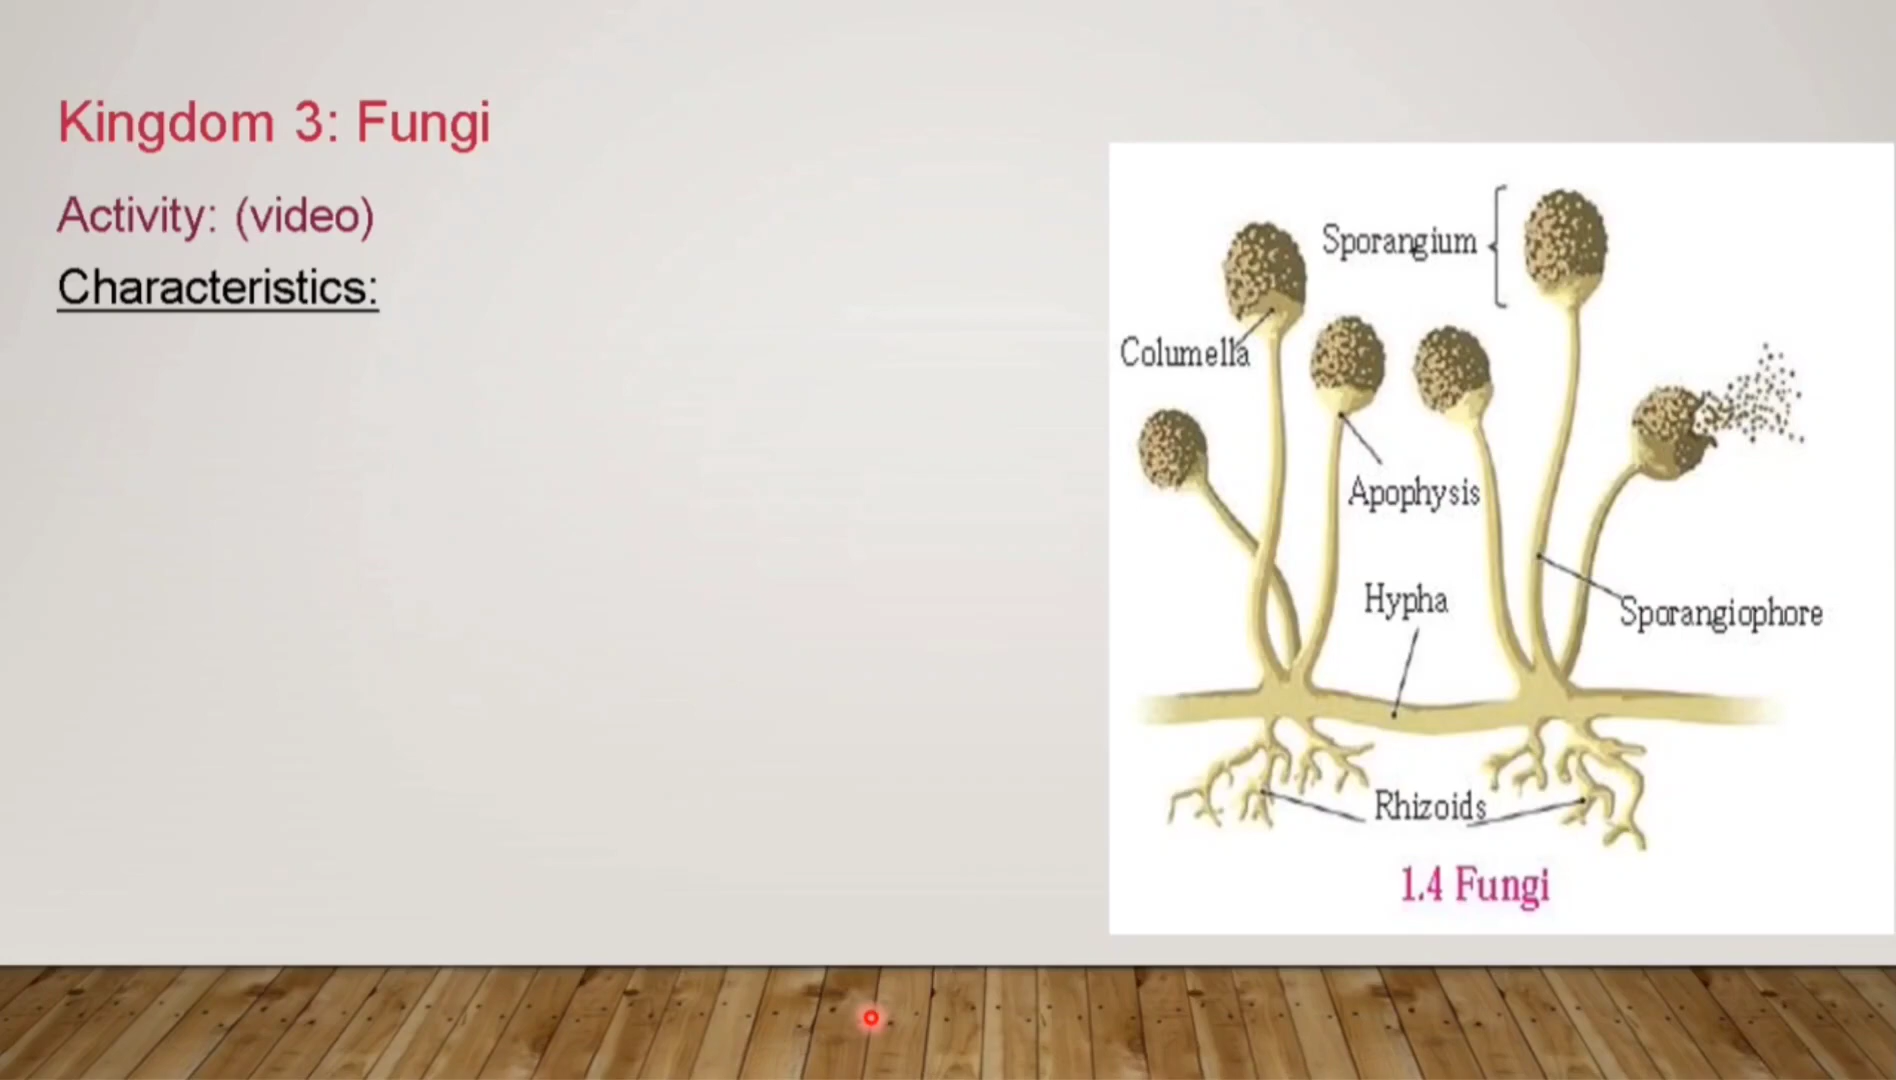 Kingdom 3: Fungi
Activity: (video)
Characteristics:
Sporangium
Columella
Apophysis
Hypha
Sporangiophore
Rhizoids
1.4 Fungi